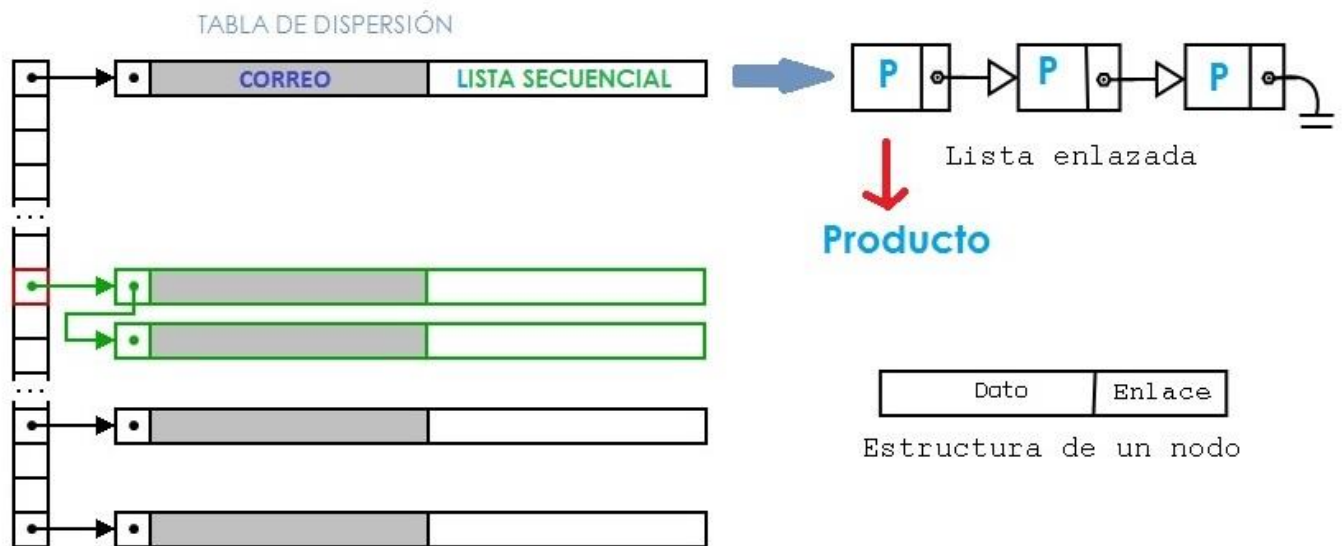 TABLA DE DISPERSIÓN
CORREO
LISTA SECUENCIAL
P
P
P
Lista enlazada
Producto
...
...
Dato
Enlace
Estructura de un nodo